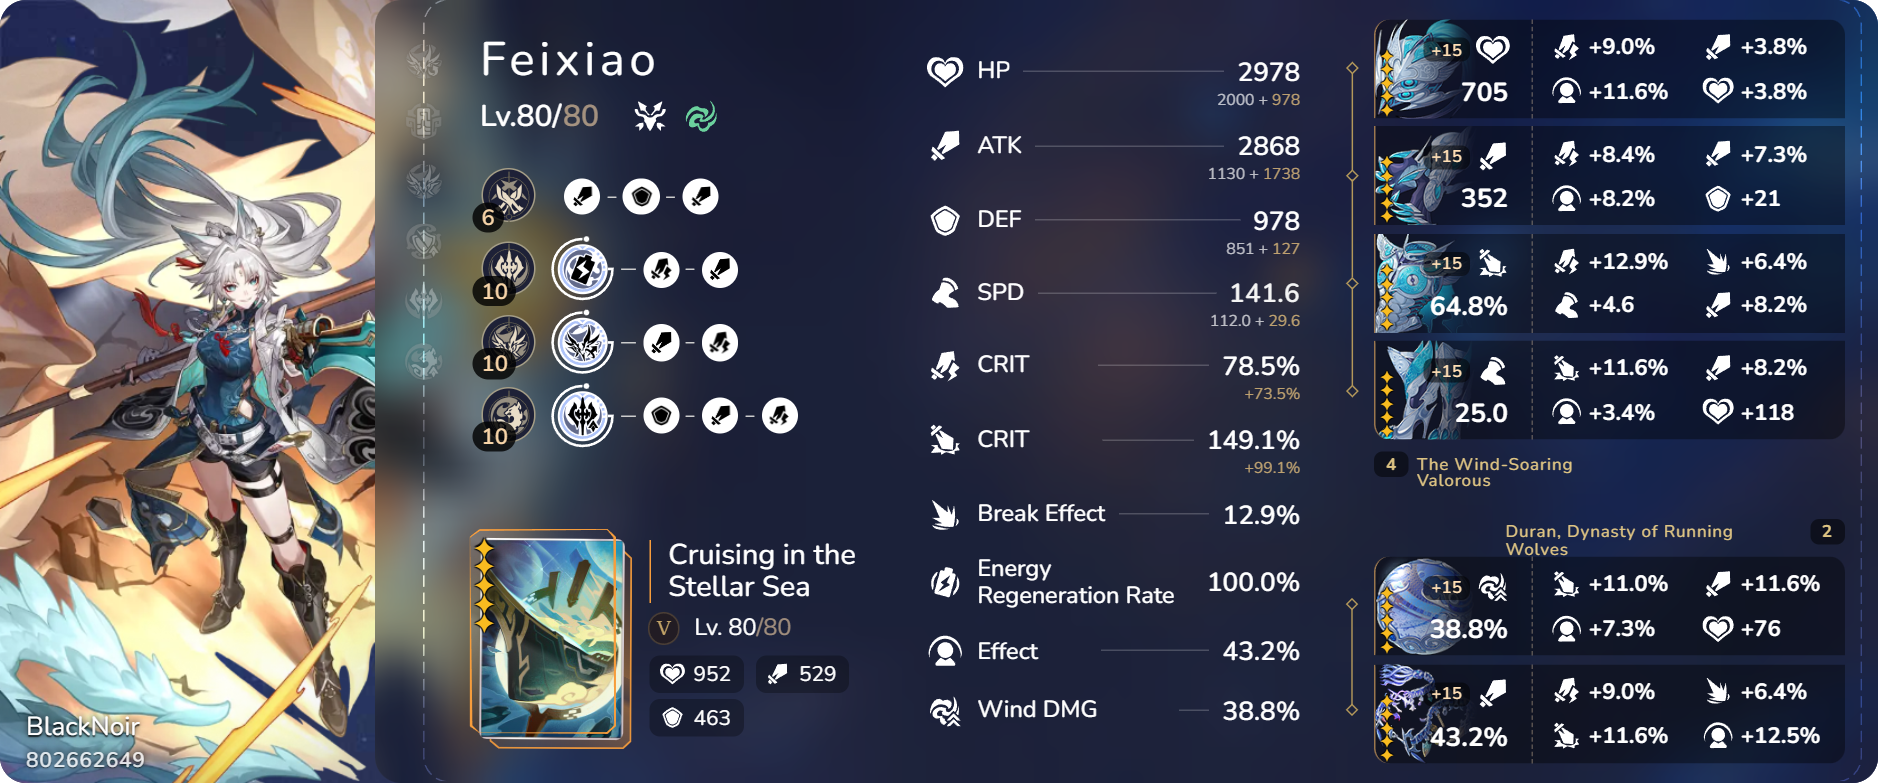 Feixiao
Lv.80/80
6
10
10
10
Cruising in the
Stellar Sea
V Lv. 80/80
952 529
463
BlackNoir
802662649
HP 2978
2000 + 978
ATK 2868
1130 + 1738
DEF 978
851 + 127
SPD 141.6
112.0 + 29.6
CRIT 78.5%
+73.5%
CRIT 149.1%
+99.1%
Break Effect 12.9%
Energy
Regeneration Rate 100.0%
Effect 43.2%
Wind DMG 38.8%
+15 +9.0% +3.8%
705 +11.6% +3.8%
+15 +8.4% +7.3%
352 +8.2% +21
+15 +12.9% +6.4%
64.8% +4.6 +8.2%
+15 +11.6% +8.2%
25.0 +3.4% +118
4 The Wind-Soaring
Valorous
Duran, Dynasty of Running 2
Wolves
+15 +11.0% +11.6%
38.8% +7.3% +76
+15 +9.0% +6.4%
43.2% +11.6% +12.5%